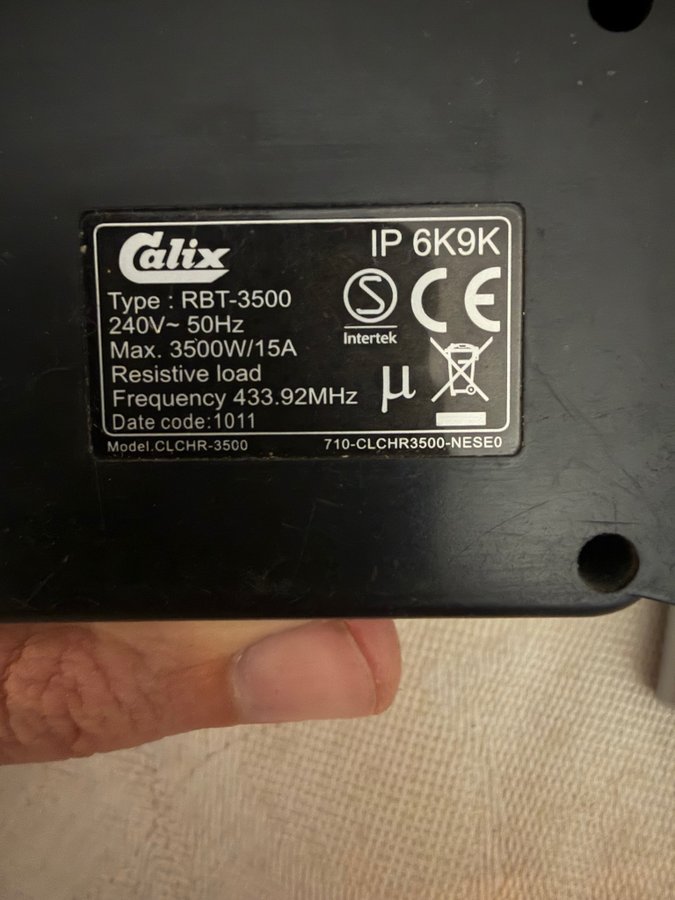 Calix
IP 6K9K
Type : RBT-3500
240V~ 50Hz
Max. 3500W/15A
Resistive load
Frequency 433.92MHz
Date code:1011
S
Intertek
CE
µ
Model.CLCHR-3500
710-CLCHR3500-NESE0